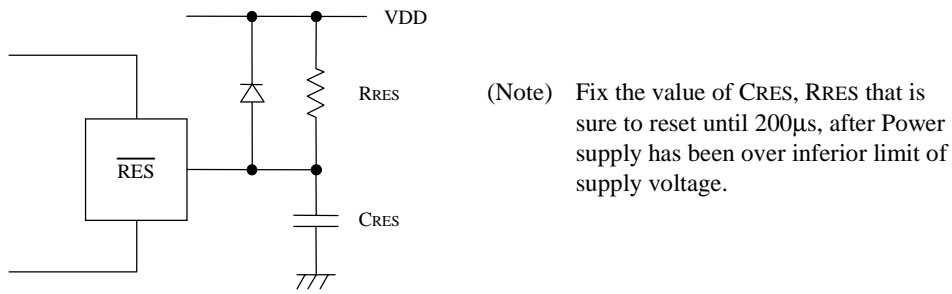 VDD
RRES
(Note) Fix the value of CRES, RRES that is
sure to reset until 200μs, after Power
supply has been over inferior limit of
supply voltage.
RES
CRES